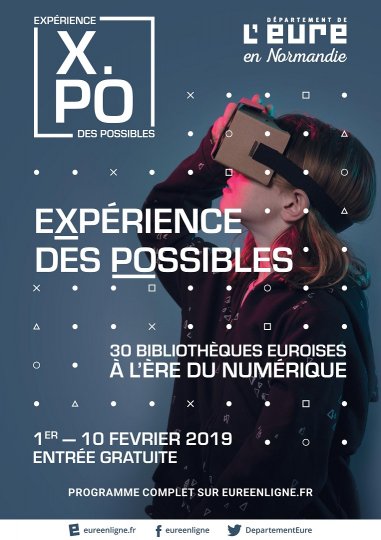 EXPÉRIENCE
X.
PO
DES POSSIBLES
DÉPARTEMENT DE
L'EURE
en Normandie
EXPÉRIENCE
DES POSSIBLES
30 BIBLIOTHÈQUES EUROISES
À L'ÈRE DU NUMÉRIQUE
1ER — 10 FEVRIER 2019
ENTRÉE GRATUITE
PROGRAMME COMPLET SUR EUREENLIGNE.FR
eureenligne.fr eureenligne DepartementEure